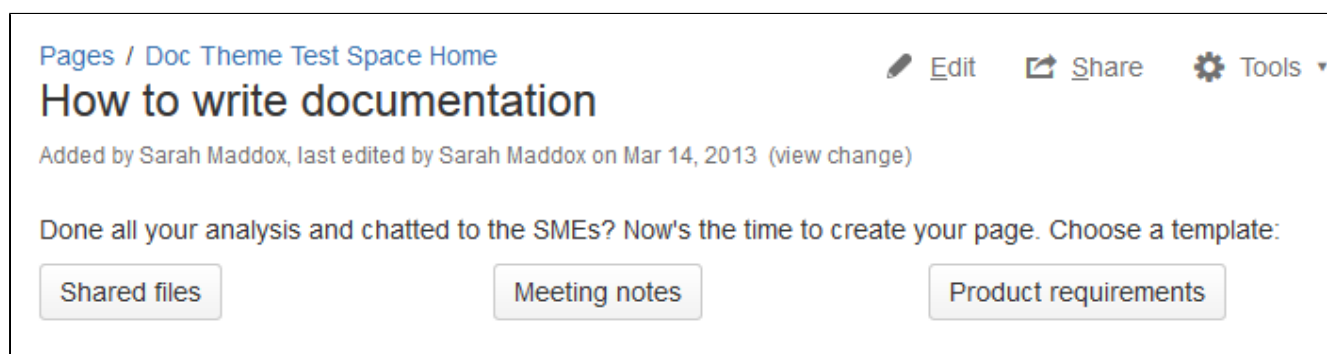 Pages / Doc Theme Test Space Home
Edit Share Tools
How to write documentation
Added by Sarah Maddox, last edited by Sarah Maddox on Mar 14, 2013 (view change)
Done all your analysis and chatted to the SMEs? Now's the time to create your page. Choose a template:
Shared files Meeting notes Product requirements